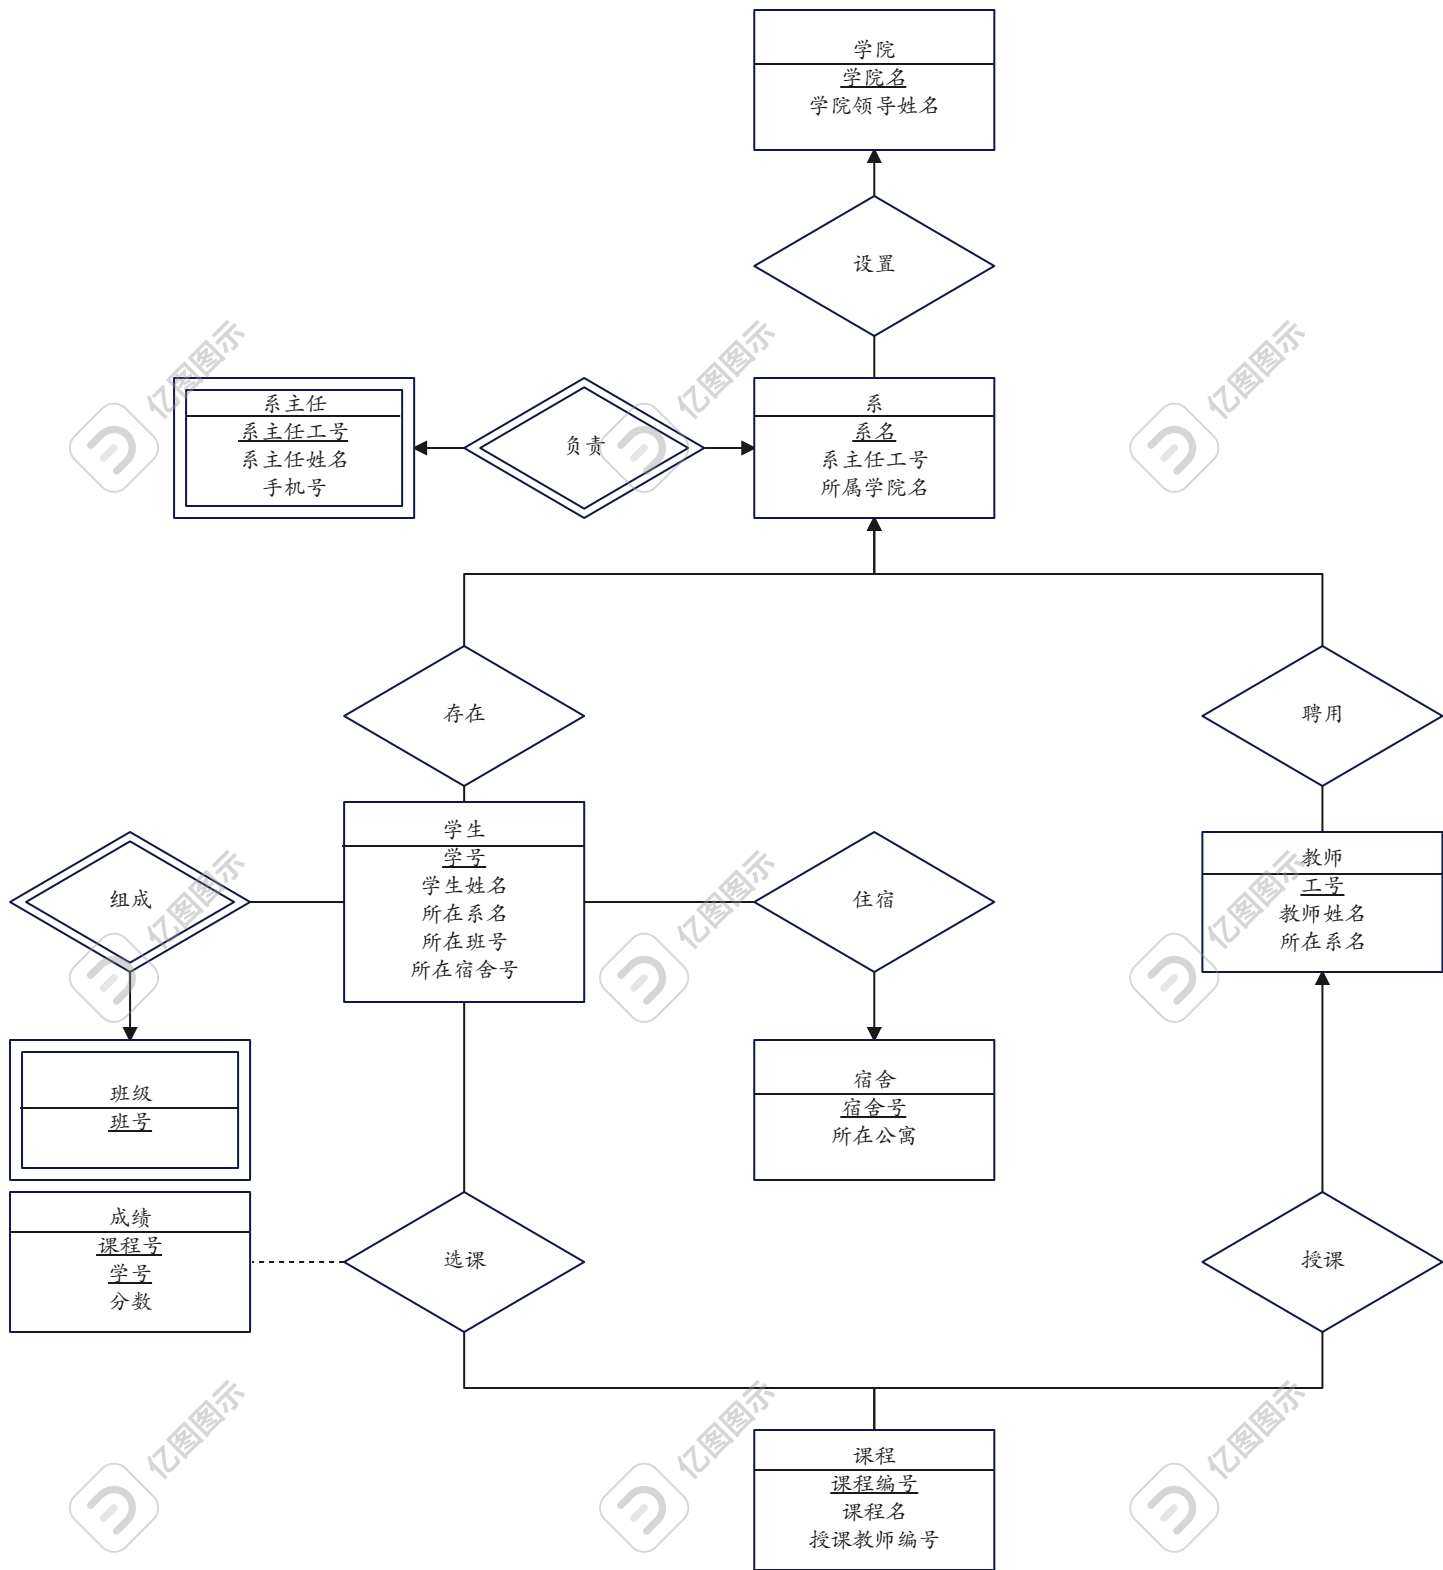 学院
学院名
学院领导姓名
设置
亿图图示
亿图图示
亿图图示
系主任
系主任工号
系主任姓名
手机号
负责
系
系名
系主任工号
所属学院名
存在
聘用
学生
学号
学生姓名
所在系名
所在班号
所在宿舍号
组成
住宿
教师
工号
教师姓名
所在系名
亿图图示
亿图图示
亿图图示
班级
班号
宿舍
宿舍号
所在公寓
成绩
课程号
学号
分数
选课
授课
亿图图示
亿图图示
亿图图示
课程
课程编号
课程名
授课教师编号